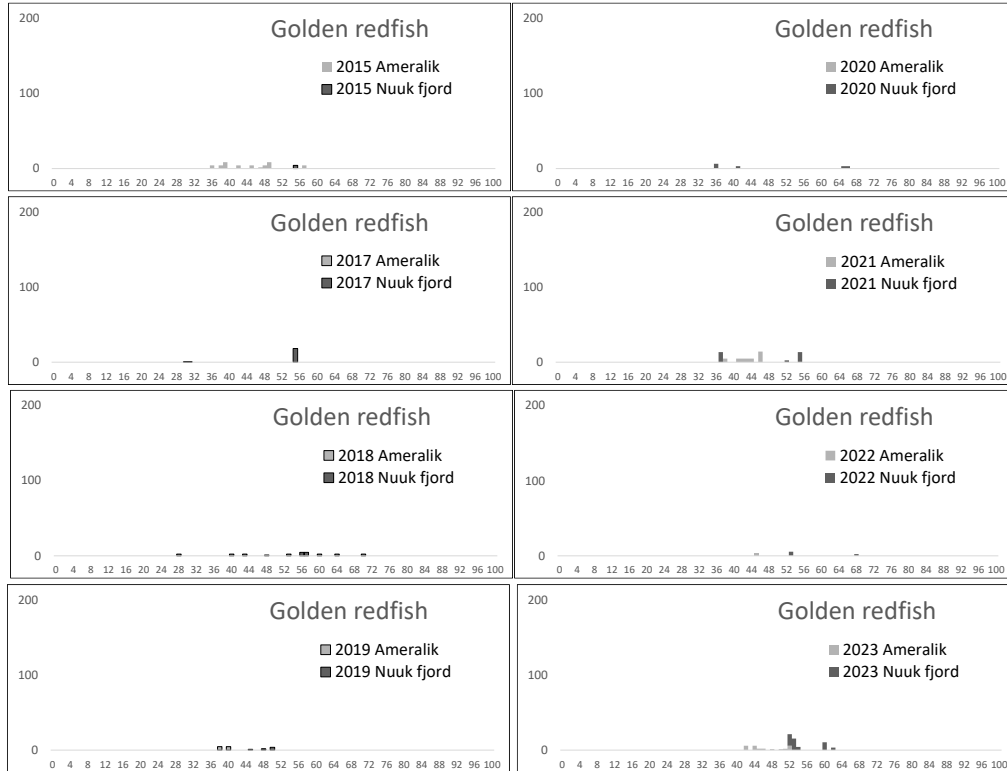 200
Golden redfish
2015 Ameralik
2015 Nuuk fjord
100
0
0 4 8 12 16 20 24 28 32 36 40 44 48 52 56 60 64 68 72 76 80 84 88 92 96 100
200
Golden redfish
2020 Ameralik
2020 Nuuk fjord
100
0
0 4 8 12 16 20 24 28 32 36 40 44 48 52 56 60 64 68 72 76 80 84 88 92 96 100
200
Golden redfish
2017 Ameralik
2017 Nuuk fjord
100
0
0 4 8 12 16 20 24 28 32 36 40 44 48 52 56 60 64 68 72 76 80 84 88 92 96 100
200
Golden redfish
2021 Ameralik
2021 Nuuk fjord
100
0
0 4 8 12 16 20 24 28 32 36 40 44 48 52 56 60 64 68 72 76 80 84 88 92 96 100
200
Golden redfish
2018 Ameralik
2018 Nuuk fjord
100
0
0 4 8 12 16 20 24 28 32 36 40 44 48 52 56 60 64 68 72 76 80 84 88 92 96 100
200
Golden redfish
2022 Ameralik
2022 Nuuk fjord
100
0
0 4 8 12 16 20 24 28 32 36 40 44 48 52 56 60 64 68 72 76 80 84 88 92 96 100
200
Golden redfish
2019 Ameralik
2019 Nuuk fjord
100
0
0 4 8 12 16 20 24 28 32 36 40 44 48 52 56 60 64 68 72 76 80 84 88 92 96 100
200
Golden redfish
2023 Ameralik
2023 Nuuk fjord
100
0
0 4 8 12 16 20 24 28 32 36 40 44 48 52 56 60 64 68 72 76 80 84 88 92 96 100